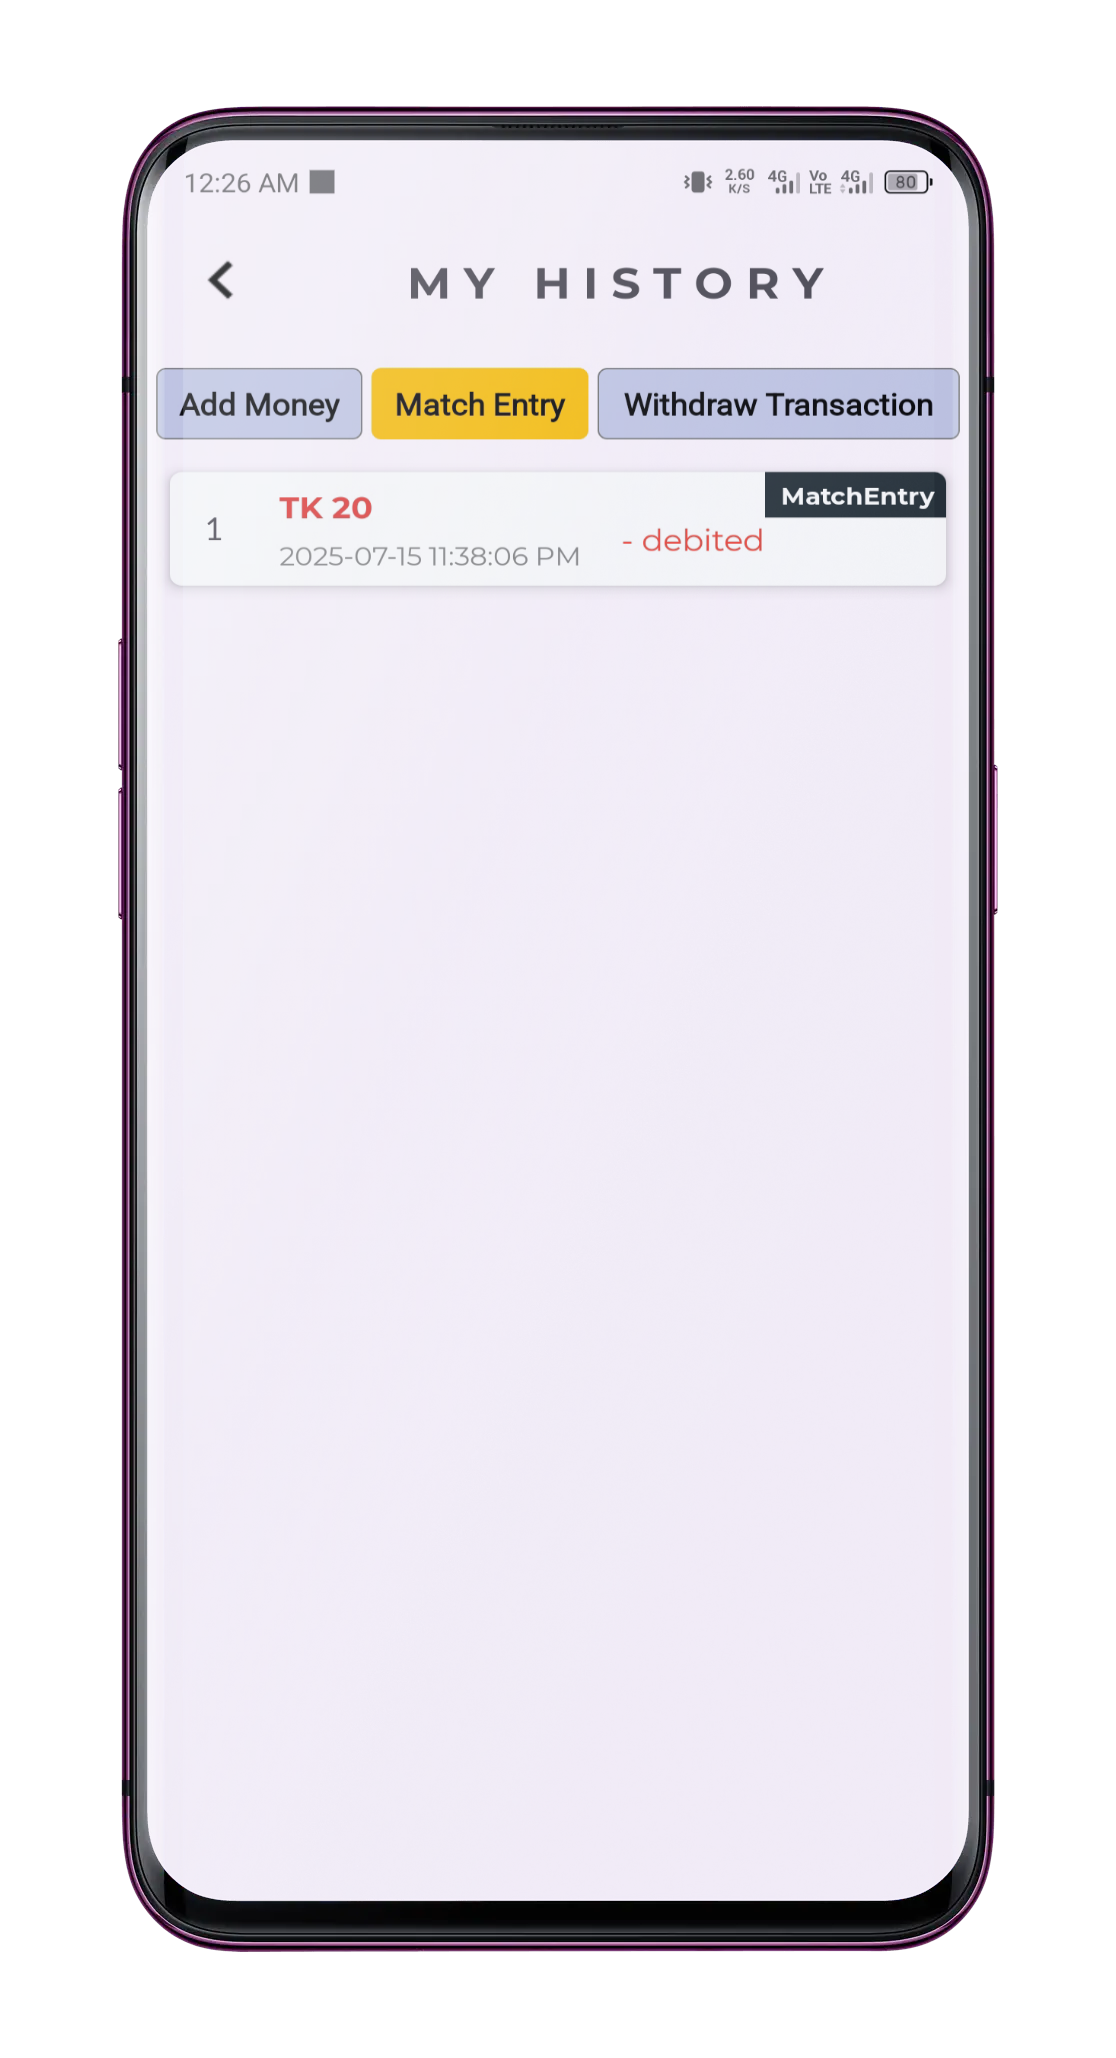 12:26 AM
2.60 K/S 4G Vo LTE 4G 80
MY HISTORY
Add Money
Match Entry
Withdraw Transaction
MatchEntry
1
TK 20
- debited
2025-07-15 11:38:06 PM